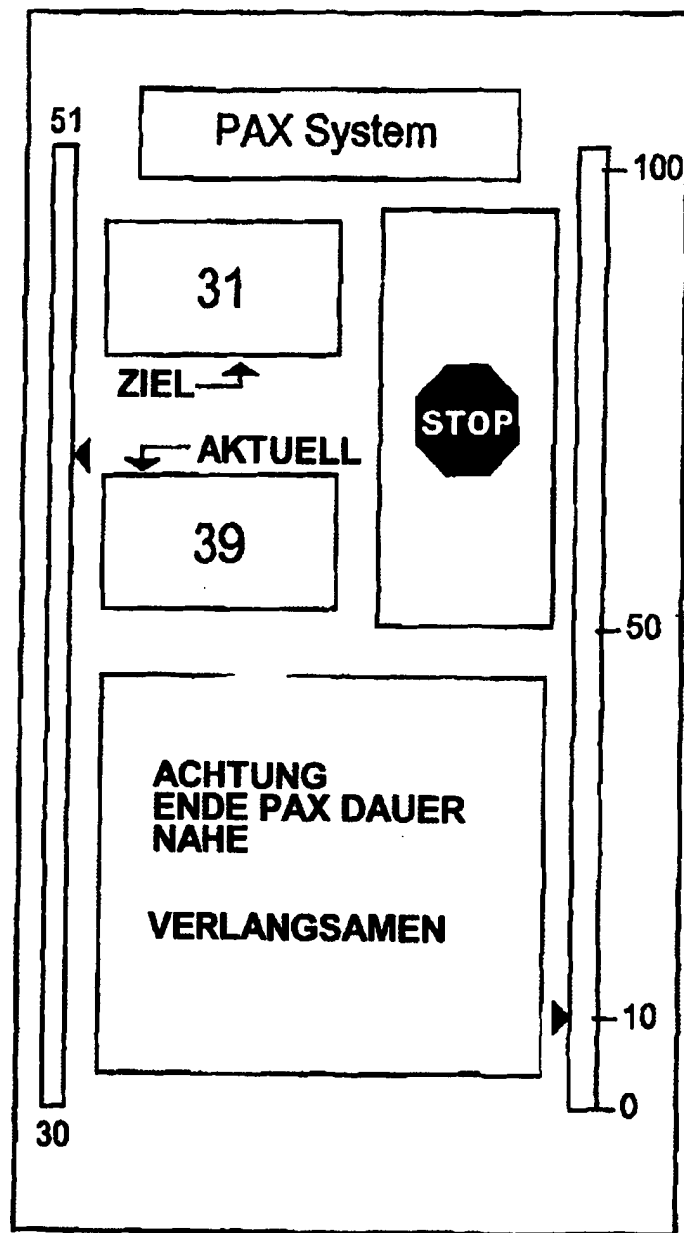 PAX System
51
100
31
ZIEL
STOP
AKTUELL
39
50
ACHTUNG
ENDE PAX DAUER
NAHE
VERLANGSAMEN
10
0
30